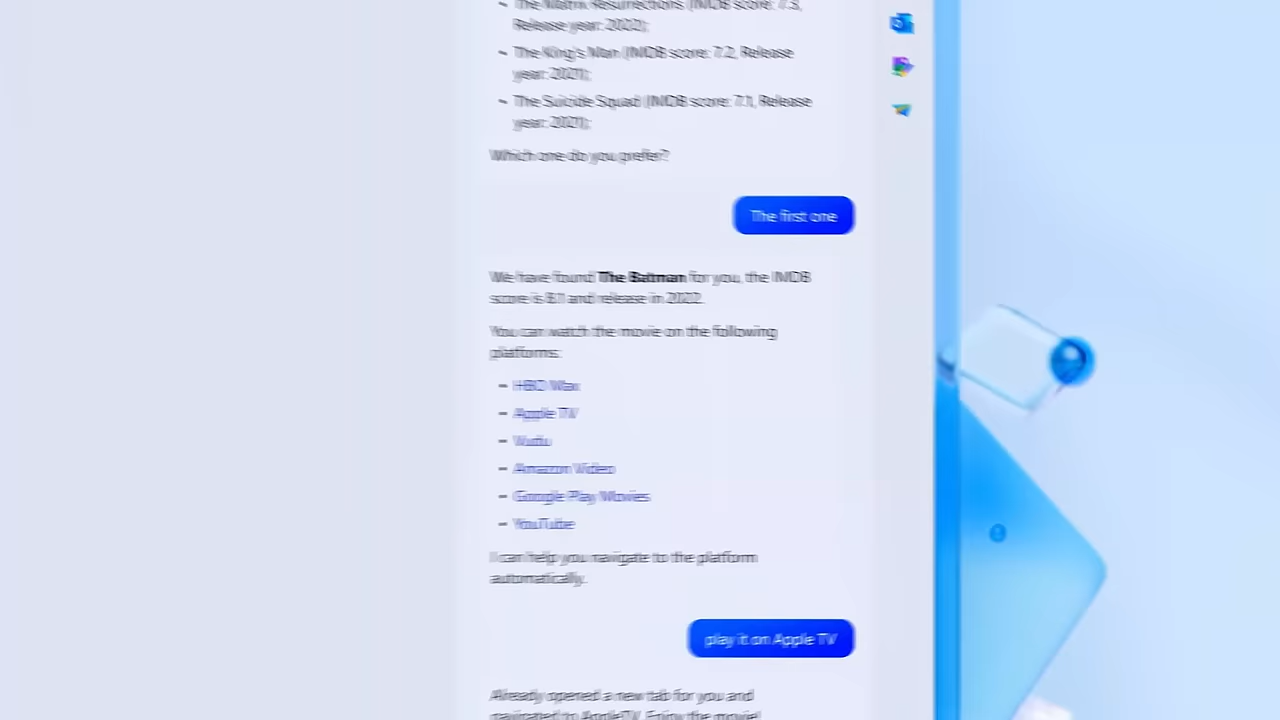 - The Matrix Resurrections (IMDB score: 7.3,
Release year: 2022);
- The King's Man (IMDB score: 7.2, Release
year: 2021);
- The Suicide Squad (IMDB score: 7.1, Release
year: 2021);
Which one do you prefer?
The first one
We have found The Batman for you, the IMDB
score is 8.1 and release in 2022.
You can watch the movie on the following
platforms:
- HBO Max
- Apple TV
- Vudu
- Amazon Video
- Google Play Movies
- YouTube
I can help you navigate to the platform
automatically.
play it on Apple TV
Already opened a new tab for you and
navigated to AppleTV. Enjoy the movie!